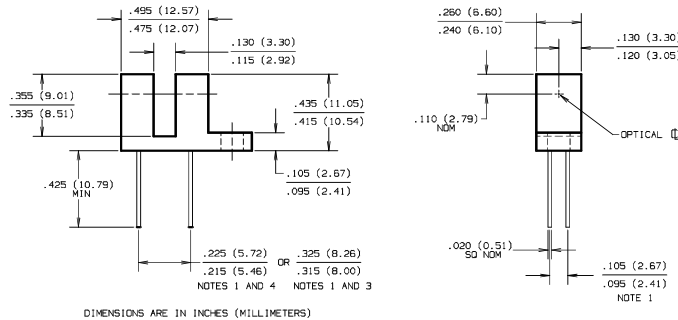 .495 (12.57)
.475 (12.07)
.130 (3.30)
.115 (2.92)
.355 (9.01)
.335 (8.51)
.435 (11.05)
.415 (10.54)
.105 (2.67)
.095 (2.41)
.425 (10.79)
MIN
.225 (5.72)
.215 (5.46)
NOTES 1 AND 4
OR
.325 (8.26)
.315 (8.00)
NOTES 1 AND 3
DIMENSIONS ARE IN INCHES (MILLIMETERS)
.260 (6.60)
.240 (6.10)
.130 (3.30)
.120 (3.05)
.110 (2.79)
NOM
OPTICAL ℄
.020 (0.51)
SQ NOM
.105 (2.67)
.095 (2.41)
NOTE 1